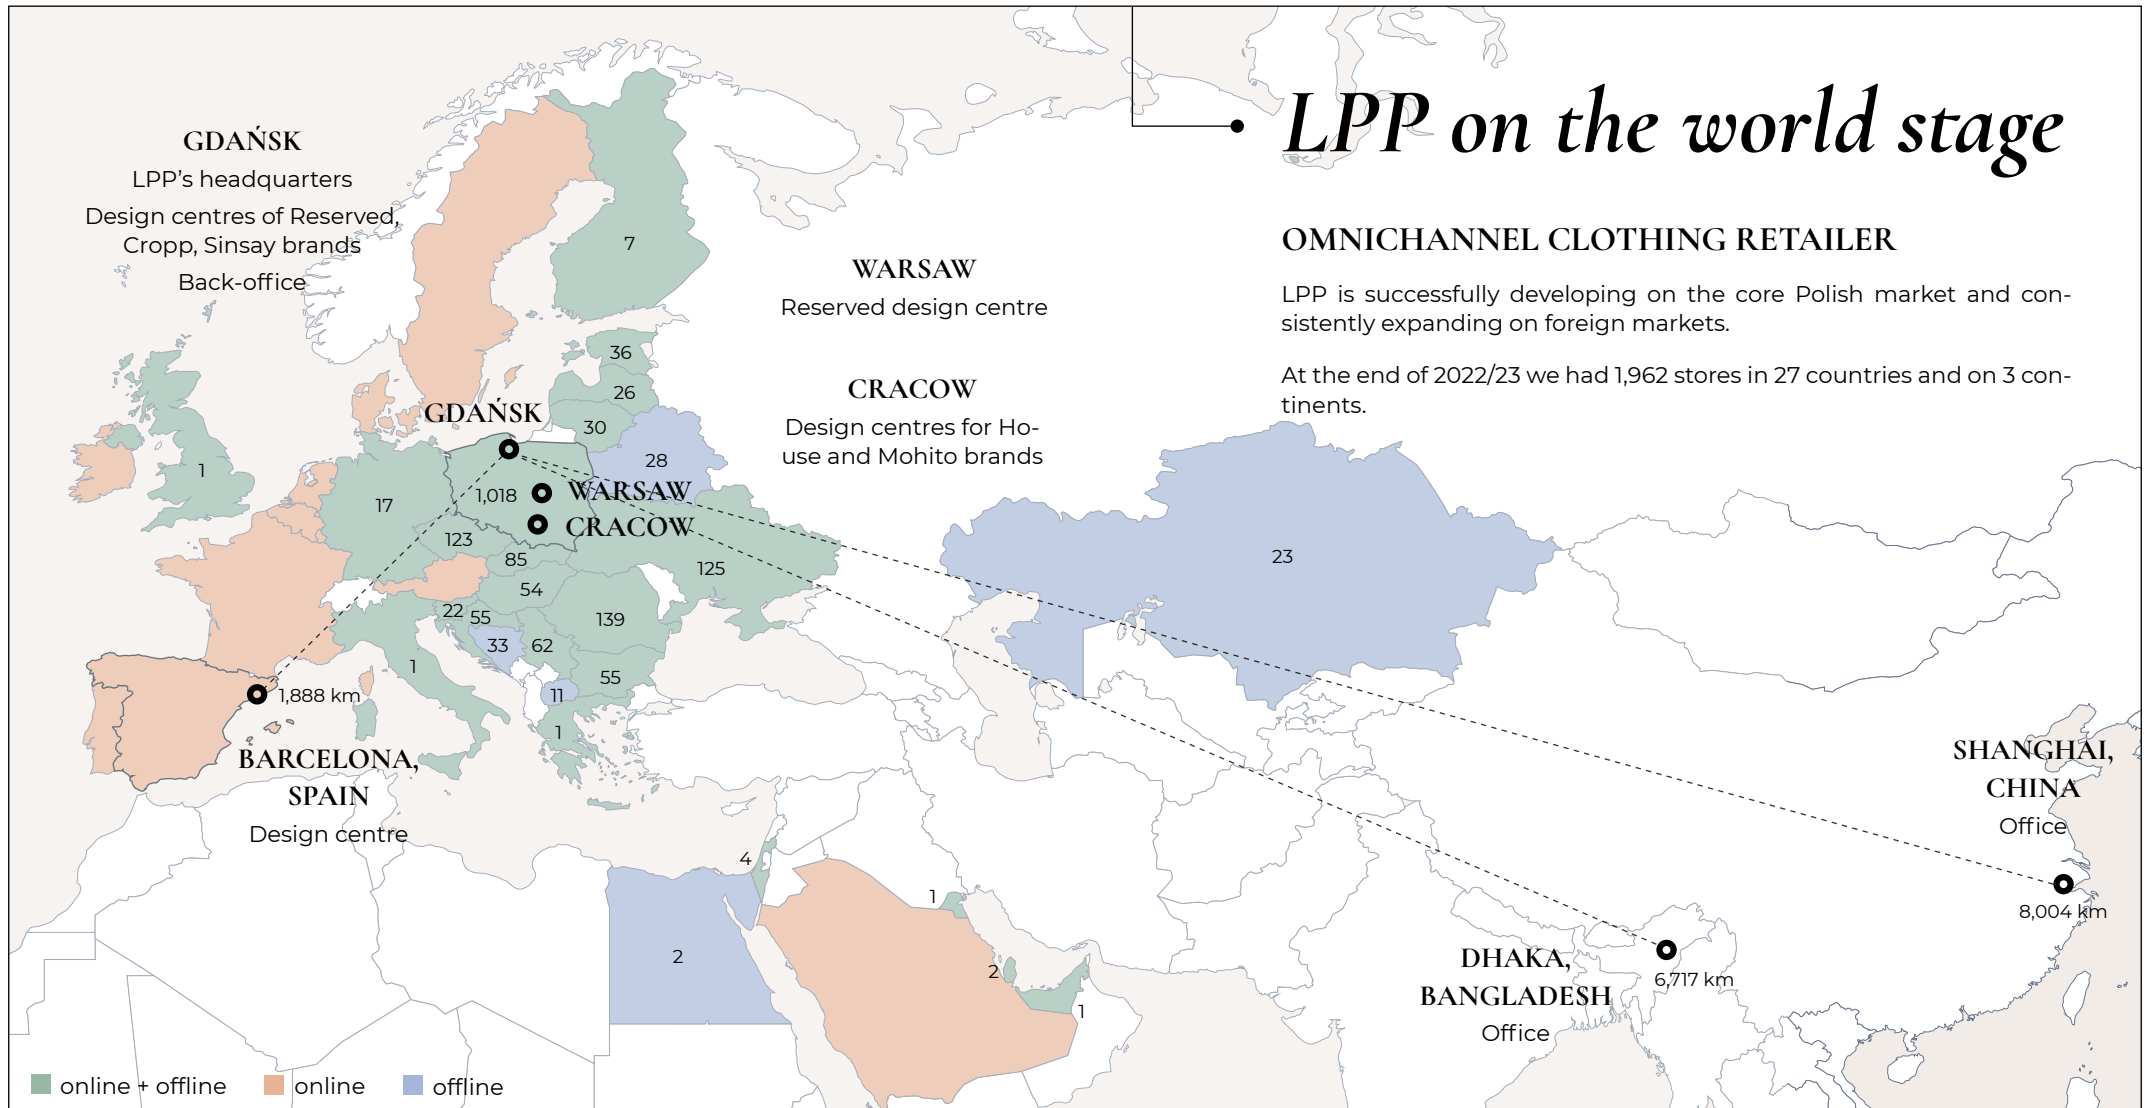 LPP on the world stage
OMNICHANNEL CLOTHING RETAILER
LPP is successfully developing on the core Polish market and con-
sistently expanding on foreign markets.
At the end of 2022/23 we had 1,962 stores in 27 countries and on 3 con-
tinents.
GDAŃSK
LPP's headquarters
Design centres of Reserved,
Cropp, Sinsay brands
Back-office
WARSAW
Reserved design centre
CRACOW
Design centres for Ho-
use and Mohito brands
7
36
26
30
28
GDAŃSK
1
17
1,018
WARSAW
CRACOW
123
85
125
54
22
55
139
33
62
1
55
11
1
23
1,888 km
BARCELONA,
SPAIN
Design centre
4
1
2
2
1
SHANGHAI,
CHINA
Office
8,004 km
DHAKA,
BANGLADESH
Office
6,717 km
online + offline
online
offline